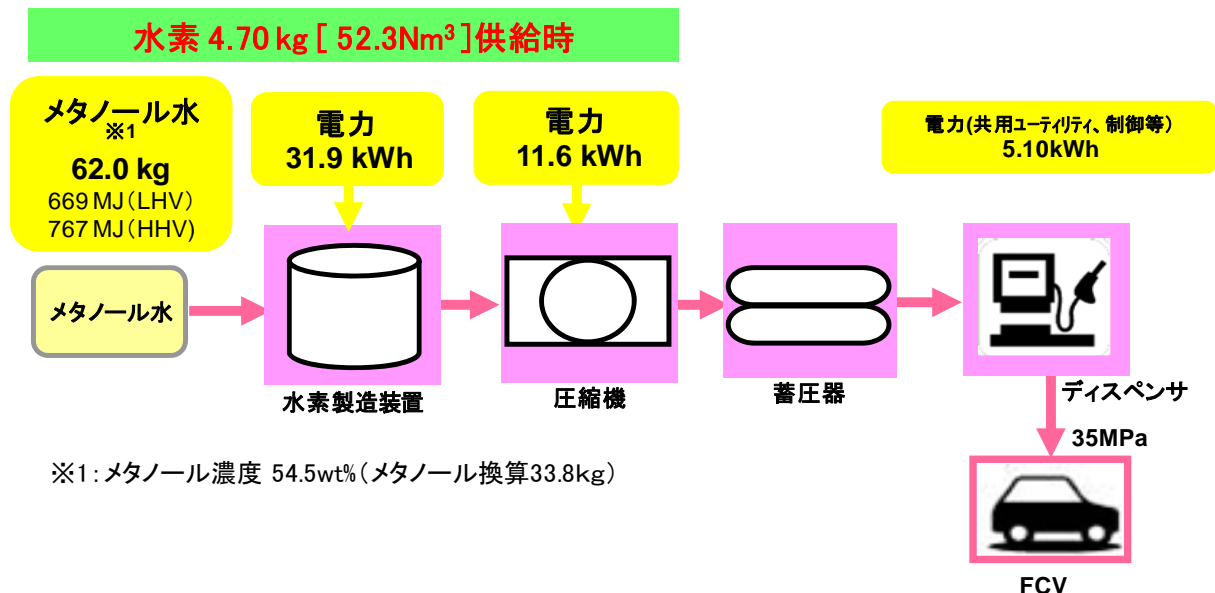 水素 4.70 kg [ 52.3Nm³ ]供給時
メタノール水
※1
62.0 kg
669 MJ(LHV)
767 MJ(HHV)
電力
31.9 kWh
電力
11.6 kWh
電力(共用ユーティリティ、制御等)
5.10kWh
メタノール水
水素製造装置
圧縮機
蓄圧器
ディスペンサ
35MPa
※1:メタノール濃度 54.5wt%(メタノール換算33.8kg)
FCV